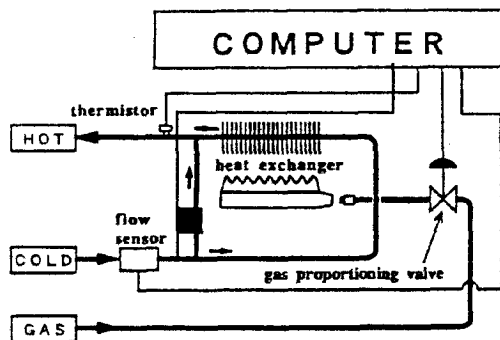 COMPUTER
thermistor
HOT
heat exchanger
flow
sensor
COLD
gas proportioning valve
GAS